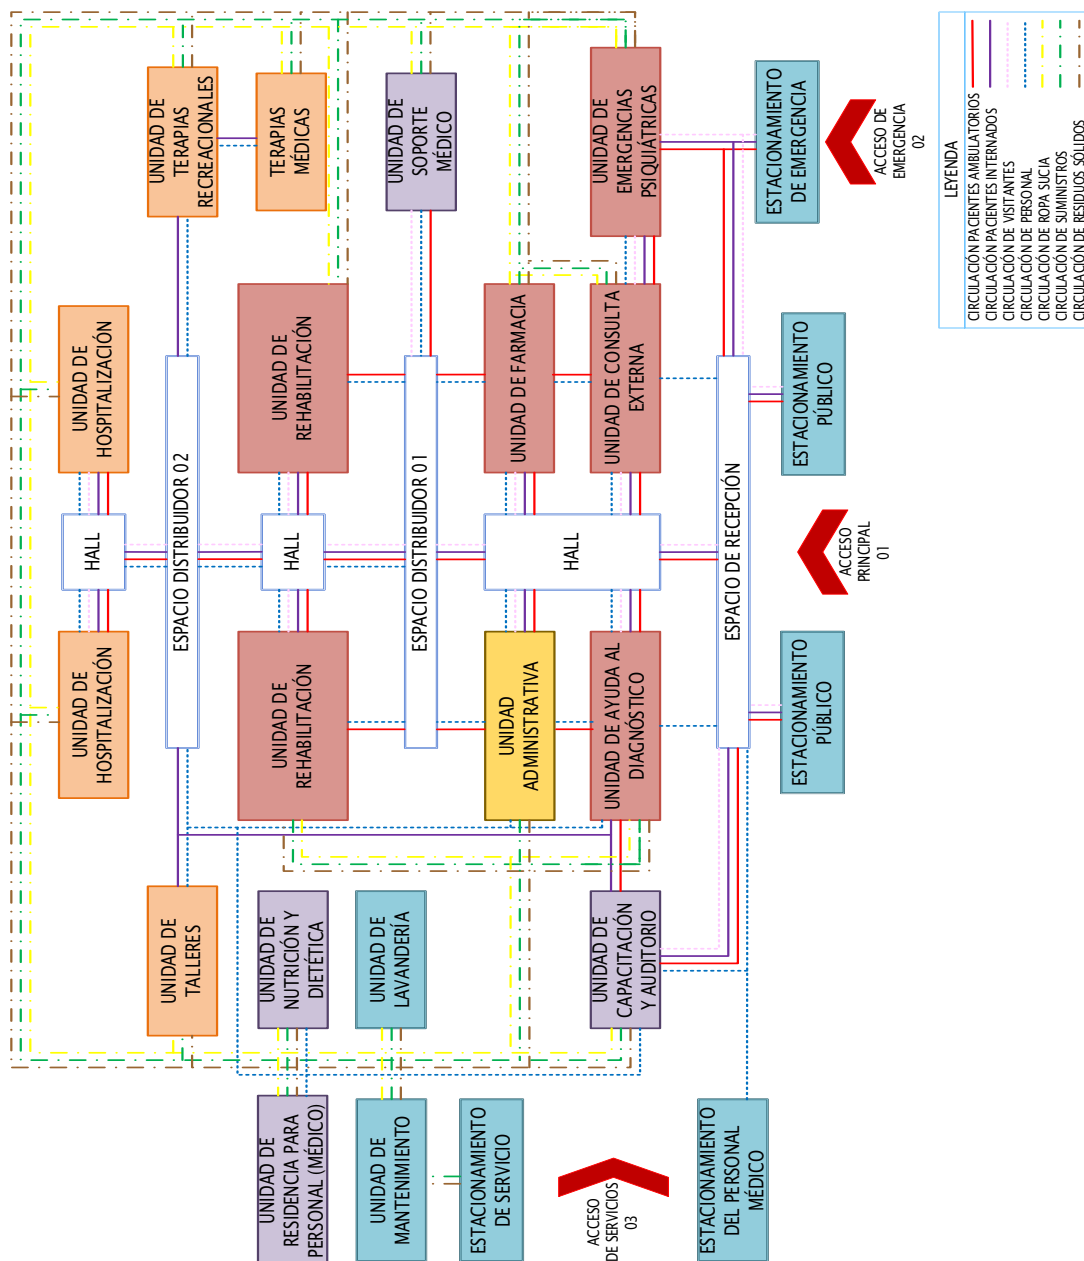 UNIDAD DE
TERAPIAS
RECREACIONALES
TERAPIAS
MÉDICAS
UNIDAD DE
SOPORTE
MÉDICO
UNIDAD DE
EMERGENCIAS
PSIQUIÁTRICAS
ESTACIONAMIENTO
DE EMERGENCIA
ACCESO DE
EMERGENCIA
02
LEYENDA
CIRCULACIÓN PACIENTES AMBULATORIOS
CIRCULACIÓN PACIENTES INTERNADOS
CIRCULACIÓN DE VISITANTES
CIRCULACIÓN DE PERSONAL
CIRCULACIÓN DE ROPA SUCIA
CIRCULACIÓN DE SUMINISTROS
CIRCULACIÓN DE RESIDUOS SÓLIDOS
UNIDAD DE
HOSPITALIZACIÓN
UNIDAD DE
REHABILITACIÓN
UNIDAD DE FARMACIA
UNIDAD DE CONSULTA
EXTERNA
ESTACIONAMIENTO
PÚBLICO
HALL
ESPACIO DISTRIBUIDOR 02
HALL
ESPACIO DISTRIBUIDOR 01
HALL
ESPACIO DE RECEPCIÓN
ACCESO
PRINCIPAL
01
UNIDAD DE
HOSPITALIZACIÓN
UNIDAD DE
REHABILITACIÓN
UNIDAD
ADMINISTRATIVA
UNIDAD DE AYUDA AL
DIAGNÓSTICO
ESTACIONAMIENTO
PÚBLICO
UNIDAD DE
TALLERES
UNIDAD DE
NUTRICIÓN Y
DIETÉTICA
UNIDAD DE
LAVANDERÍA
UNIDAD DE
CAPACITACIÓN
Y AUDITORIO
UNIDAD DE
RESIDENCIA PARA
PERSONAL (MÉDICO)
UNIDAD DE
MANTENIMIENTO
ESTACIONAMIENTO
DE SERVICIO
ACCESO
DE SERVICIOS
03
ESTACIONAMIENTO
DEL PERSONAL
MÉDICO